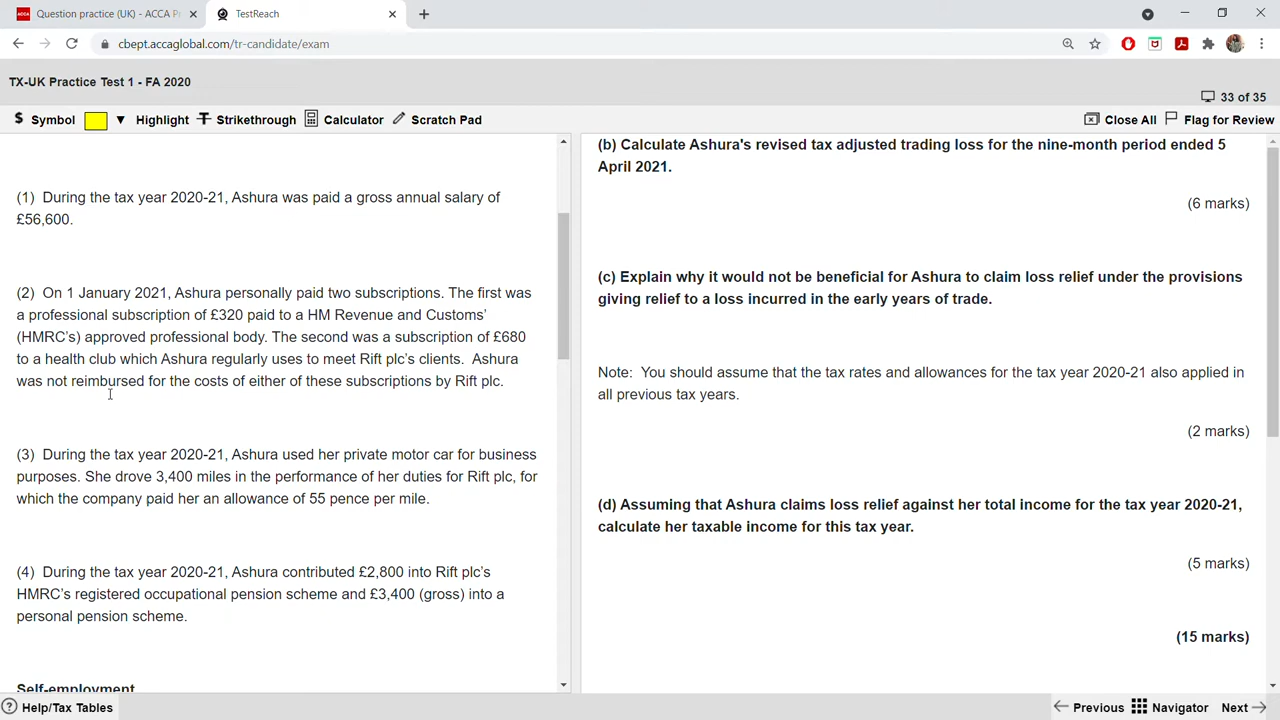 Question practice (UK) - ACCA P
TestReach
cbept.accaglobal.com/tr-candidate/exam
TX-UK Practice Test 1 - FA 2020
33 of 35
$ Symbol Highlight Strikethrough Calculator Scratch Pad Close All Flag for Review
(1) During the tax year 2020-21, Ashura was paid a gross annual salary of
£56,600.
(2) On 1 January 2021, Ashura personally paid two subscriptions. The first was
a professional subscription of £320 paid to a HM Revenue and Customs’
(HMRC’s) approved professional body. The second was a subscription of £680
to a health club which Ashura regularly uses to meet Rift plc’s clients. Ashura
was not reimbursed for the costs of either of these subscriptions by Rift plc.
(3) During the tax year 2020-21, Ashura used her private motor car for business
purposes. She drove 3,400 miles in the performance of her duties for Rift plc, for
which the company paid her an allowance of 55 pence per mile.
(4) During the tax year 2020-21, Ashura contributed £2,800 into Rift plc’s
HMRC’s registered occupational pension scheme and £3,400 (gross) into a
personal pension scheme.
Self-employment
(b) Calculate Ashura's revised tax adjusted trading loss for the nine-month period ended 5
April 2021.
(6 marks)
(c) Explain why it would not be beneficial for Ashura to claim loss relief under the provisions
giving relief to a loss incurred in the early years of trade.
Note: You should assume that the tax rates and allowances for the tax year 2020-21 also applied in
all previous tax years.
(2 marks)
(d) Assuming that Ashura claims loss relief against her total income for the tax year 2020-21,
calculate her taxable income for this tax year.
(5 marks)
(15 marks)
Help/Tax Tables Previous Navigator Next